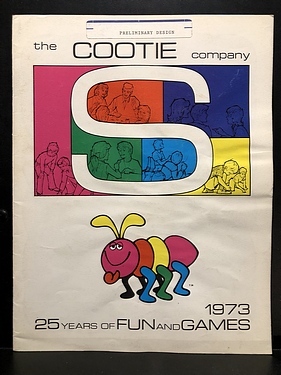 PRELIMINARY DESIGN
the COOTIE company
S
1973
25 YEARS OF FUN AND GAMES